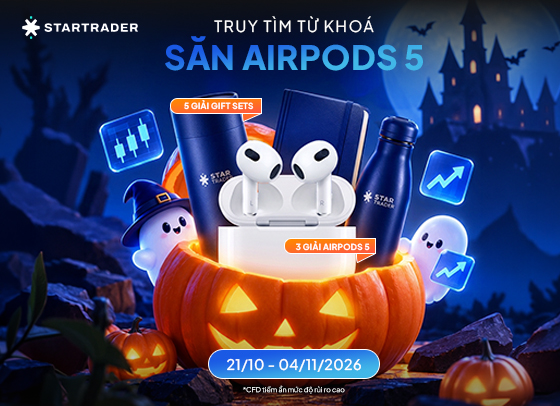 STARTRADER
TRUY TÌM TỪ KHOÁ
SĂN AIRPODS 5
5 GIẢI GIFT SETS
STAR
TRADER
STAR
TRADER
3 GIẢI AIRPODS 5
21/10 - 04/11/2026
*CFD tiềm ẩn mức độ rủi ro cao